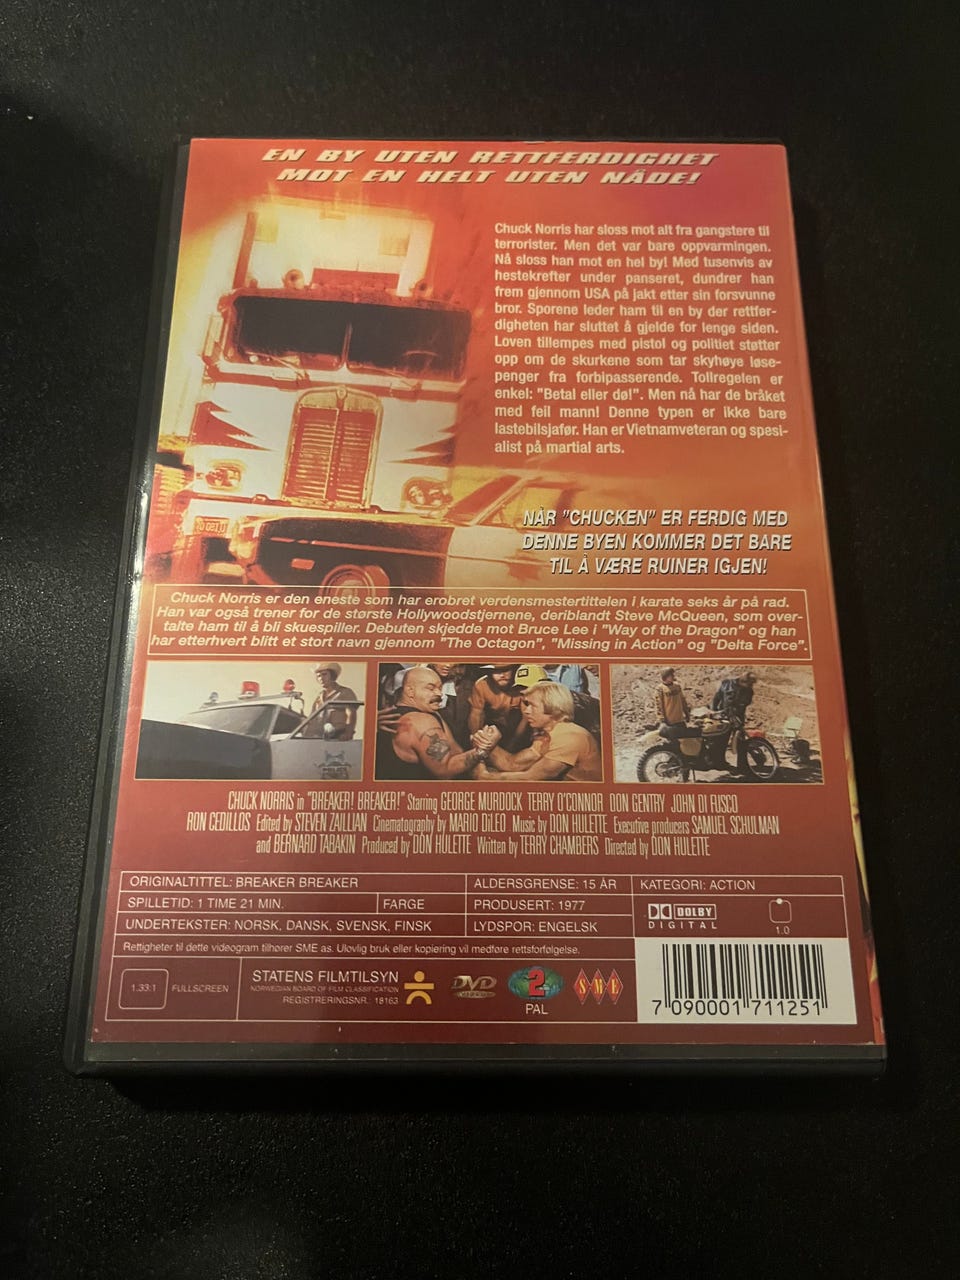 EN BY UTEN RETTFERDIGHET
MOT EN HELT UTEN NÅDE!
Chuck Norris har sloss mot alt fra gangstere til
terrorister. Men det var bare oppvarmingen.
Nå sloss han mot en hel by! Med tusenvis av
hestekrefter under panseret, dundrer han
frem gjennom USA på jakt etter sin forsvunne
bror. Sporene leder ham til en by der rettfer-
digheten har sluttet å gjelde for lenge siden.
Loven tillempes med pistol og politiet støtter
opp om de skurkene som tar skyhøye løse-
penger fra forbipasserende. Tollregelen er
enkel: "Betal eller dø!". Men nå har de bråket
med feil mann! Denne typen er ikke bare
lastebilsjafør. Han er Vietnamveteran og spesi-
alist på martial arts.
NÅR "CHUCKEN" ER FERDIG MED
DENNE BYEN KOMMER DET BARE
TIL Å VÆRE RUINER IGJEN!
Chuck Norris er den eneste som har erobret verdensmestertittelen i karate seks år på rad.
Han var også trener for de største Hollywoodstjernene, deriblandt Steve McQueen, som over-
talte ham til å bli skuespiller. Debuten skjedde mot Bruce Lee i "Way of the Dragon" og han
har etterhvert blitt et stort navn gjennom "The Octagon", "Missing in Action" og "Delta Force".
POLICE
CHUCK NORRIS in "BREAKER! BREAKER!" Starring GEORGE MURDOCK TERRY O'CONNOR DON GENTRY JOHN DI FUSCO
RON CEDILLOS Edited by STEVEN ZAILLIAN Cinematography by MARIO DiLEO Music by DON HULETTE Executive producers SAMUEL SCHULMAN
and BERNARD TABAKIN Produced by DON HULETTE Written by TERRY CHAMBERS Directed by DON HULETTE
ORIGINALTITTEL: BREAKER BREAKER
ALDERSGRENSE: 15 ÅR
KATEGORI: ACTION
SPILLETID: 1 TIME 21 MIN.
FARGE
PRODUSERT: 1977
UNDERTEKSTER: NORSK, DANSK, SVENSK, FINSK
LYDSPOR: ENGELSK
DOLBY
DIGITAL
1.0
Rettigheter til dette videogram tilhører SME as. Ulovlig bruk eller kopiering vil medføre rettsforfølgelse.
1.33:1
FULLSCREEN
STATENS FILMTILSYN
NORWEGIAN BOARD OF FILM CLASSIFICATION
REGISTRERINGSNR.: 18163
DVD
2
PAL
SME
7 090001 711251